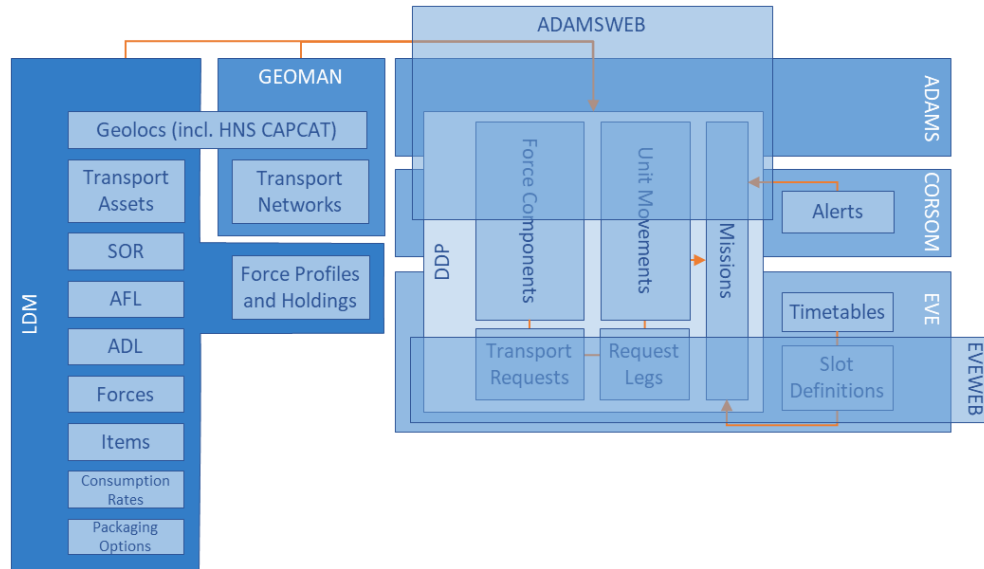 ADAMSWEB
GEOMAN
ADAMS
LDM
Geolocs (incl. HNS CAPCAT)
Transport
Assets
Transport
Networks
SOR
Force Profiles
and Holdings
AFL
ADL
Forces
Items
Consumption
Rates
Packaging
Options
DDP
Force Components
Unit Movements
Missions
CORSOM
Alerts
EVE
Timetables
Transport
Requests
Request
Legs
Slot
Definitions
EVEWEB